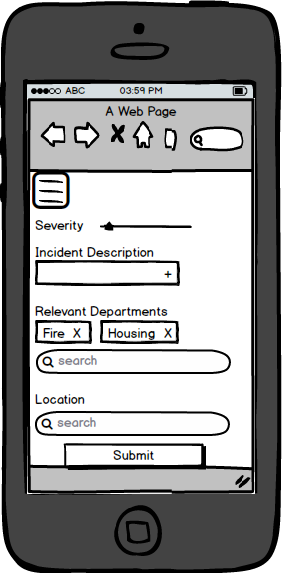 ABC 03:59 PM
A Web Page
Severity
Incident Description
+
Relevant Departments
Fire X Housing X
search
Location
search
Submit